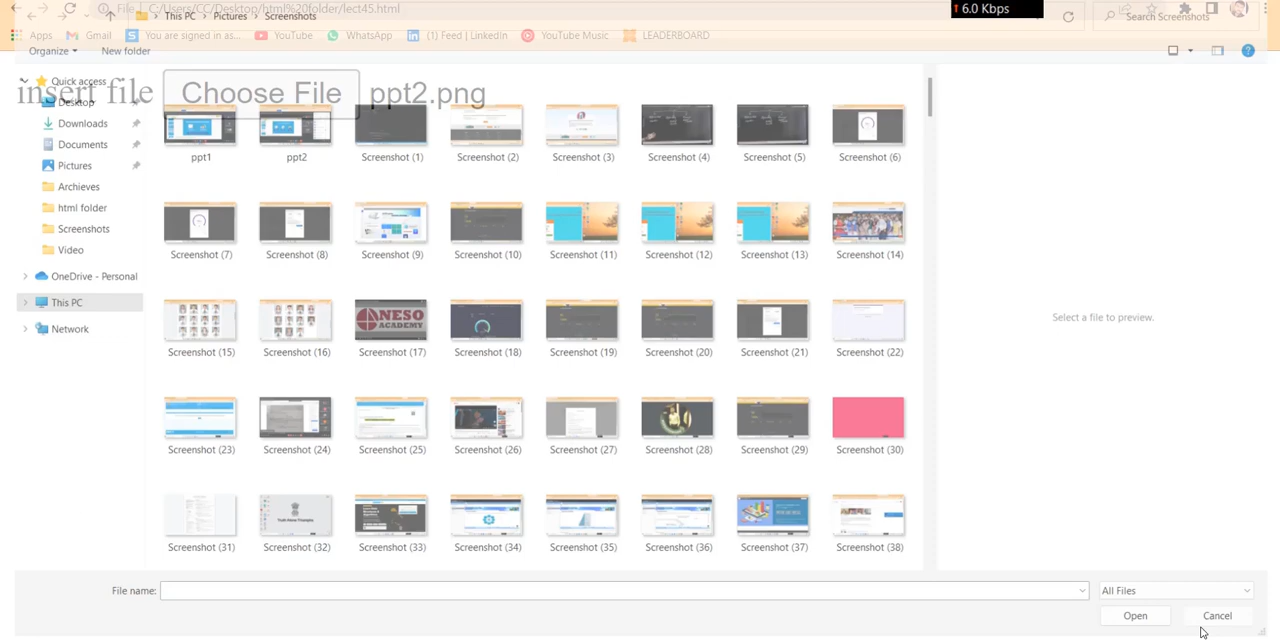 File C:/Users/CC/Desktop/html%20folder/lect45.html
This PC > Pictures > Screenshots
6.0 Kbps
Search Screenshots
Apps Gmail You are signed in as... YouTube WhatsApp (1) Feed | LinkedIn YouTube Music LEADERBOARD
Organize New folder
insert file Choose File ppt2.png
Quick access
Desktop
Downloads
Documents
Pictures
Archieves
html folder
Screenshots
Video
OneDrive - Personal
This PC
Network
ppt1 ppt2 Screenshot (1) Screenshot (2) Screenshot (3) Screenshot (4) Screenshot (5) Screenshot (6)
Screenshot (7) Screenshot (8) Screenshot (9) Screenshot (10) Screenshot (11) Screenshot (12) Screenshot (13) Screenshot (14)
NESO
ACADEMY
Screenshot (15) Screenshot (16) Screenshot (17) Screenshot (18) Screenshot (19) Screenshot (20) Screenshot (21) Screenshot (22)
Screenshot (23) Screenshot (24) Screenshot (25) Screenshot (26) Screenshot (27) Screenshot (28) Screenshot (29) Screenshot (30)
Screenshot (31) Screenshot (32) Screenshot (33) Screenshot (34) Screenshot (35) Screenshot (36) Screenshot (37) Screenshot (38)
Select a file to preview.
File name: All Files
Open Cancel